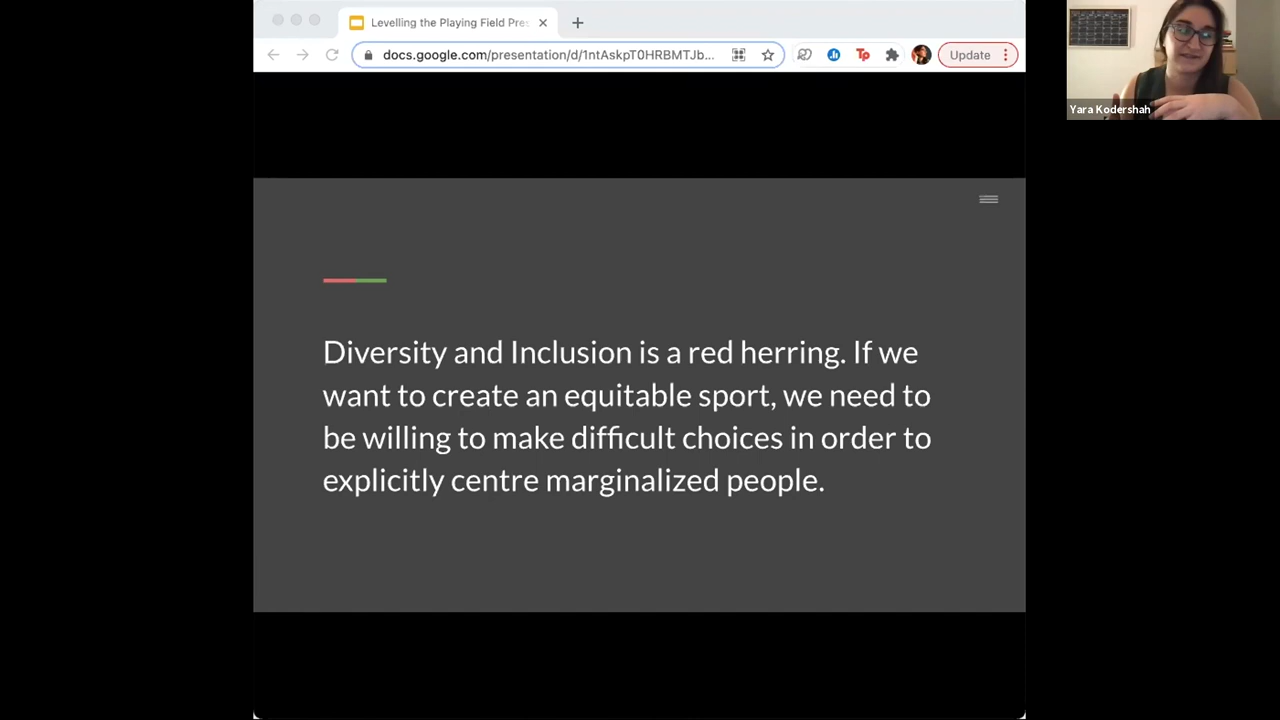 Levelling the Playing Field Pres
docs.google.com/presentation/d/1ntAskpT0HRBMTJb...
Tp
Update
Yara Kodershah
Diversity and Inclusion is a red herring. If we
want to create an equitable sport, we need to
be willing to make difficult choices in order to
explicitly centre marginalized people.